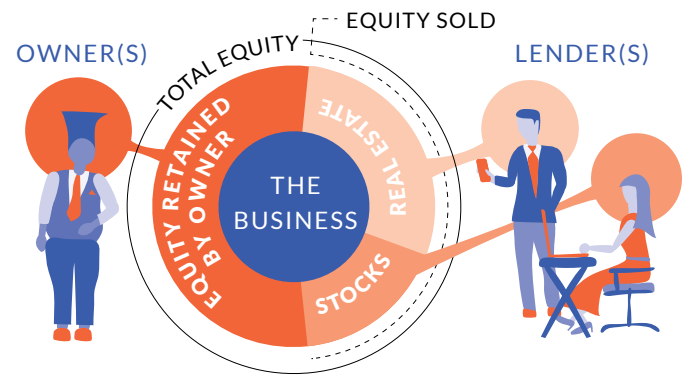 EQUITY SOLD
OWNER(S)
LENDER(S)
TOTAL EQUITY
EQUITY RETAINED
BY OWNER
REAL ESTATE
THE
BUSINESS
STOCKS